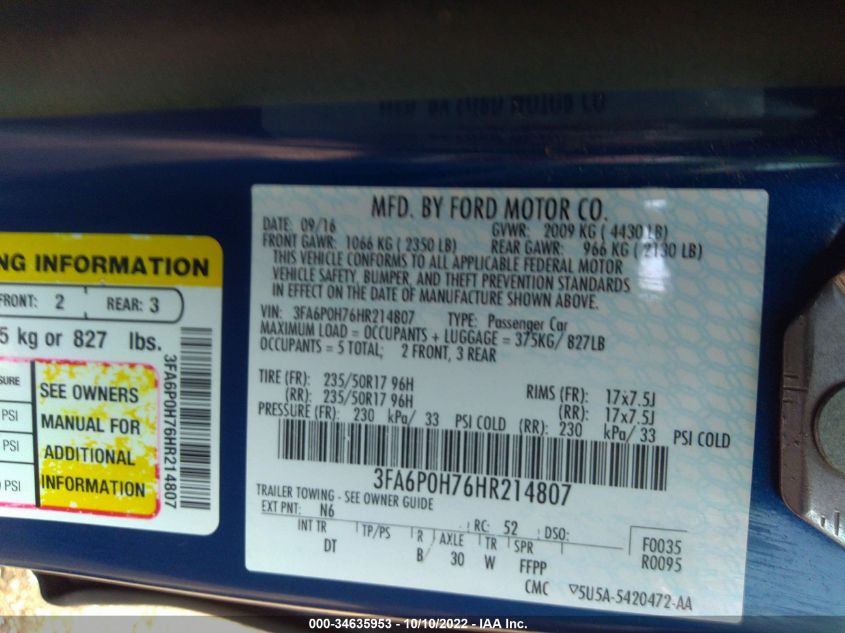 MFD. BY FORD MOTOR CO.
DATE: 09/16 GVWR: 2009 KG ( 4430 LB)
FRONT GAWR: 1066 KG ( 2350 LB) REAR GAWR: 966 KG ( 2130 LB)
THIS VEHICLE CONFORMS TO ALL APPLICABLE FEDERAL MOTOR
VEHICLE SAFETY, BUMPER, AND THEFT PREVENTION STANDARDS
IN EFFECT ON THE DATE OF MANUFACTURE SHOWN ABOVE.
VIN: 3FA6P0H76HR214807 TYPE: Passenger Car
MAXIMUM LOAD = OCCUPANTS + LUGGAGE = 375KG/ 827LB
OCCUPANTS = 5 TOTAL; 2 FRONT, 3 REAR
TIRE (FR): 235/50R17 96H RIMS (FR): 17x7.5J
(RR): 235/50R17 96H (RR): 17x7.5J
PRESSURE (FR): 230 kPa/ 33 PSI COLD (RR): 230 kPa/ 33 PSI COLD
3FA6P0H76HR214807
TRAILER TOWING - SEE OWNER GUIDE
EXT PNT: N6 RC: 52 DSO:
INT TR TP/PS R AXLE TR SPR F0035
DT B/ 30 W FFPP R0095
CMC ▽5U5A-5420472-AA
NG INFORMATION
FRONT: 2 REAR: 3
5 kg or 827 lbs.
SURE
PSI
PSI
PSI
SEE OWNERS
MANUAL FOR
ADDITIONAL
INFORMATION
3FA6P0H76HR214807
000-34635953 - 10/10/2022 - IAA Inc.